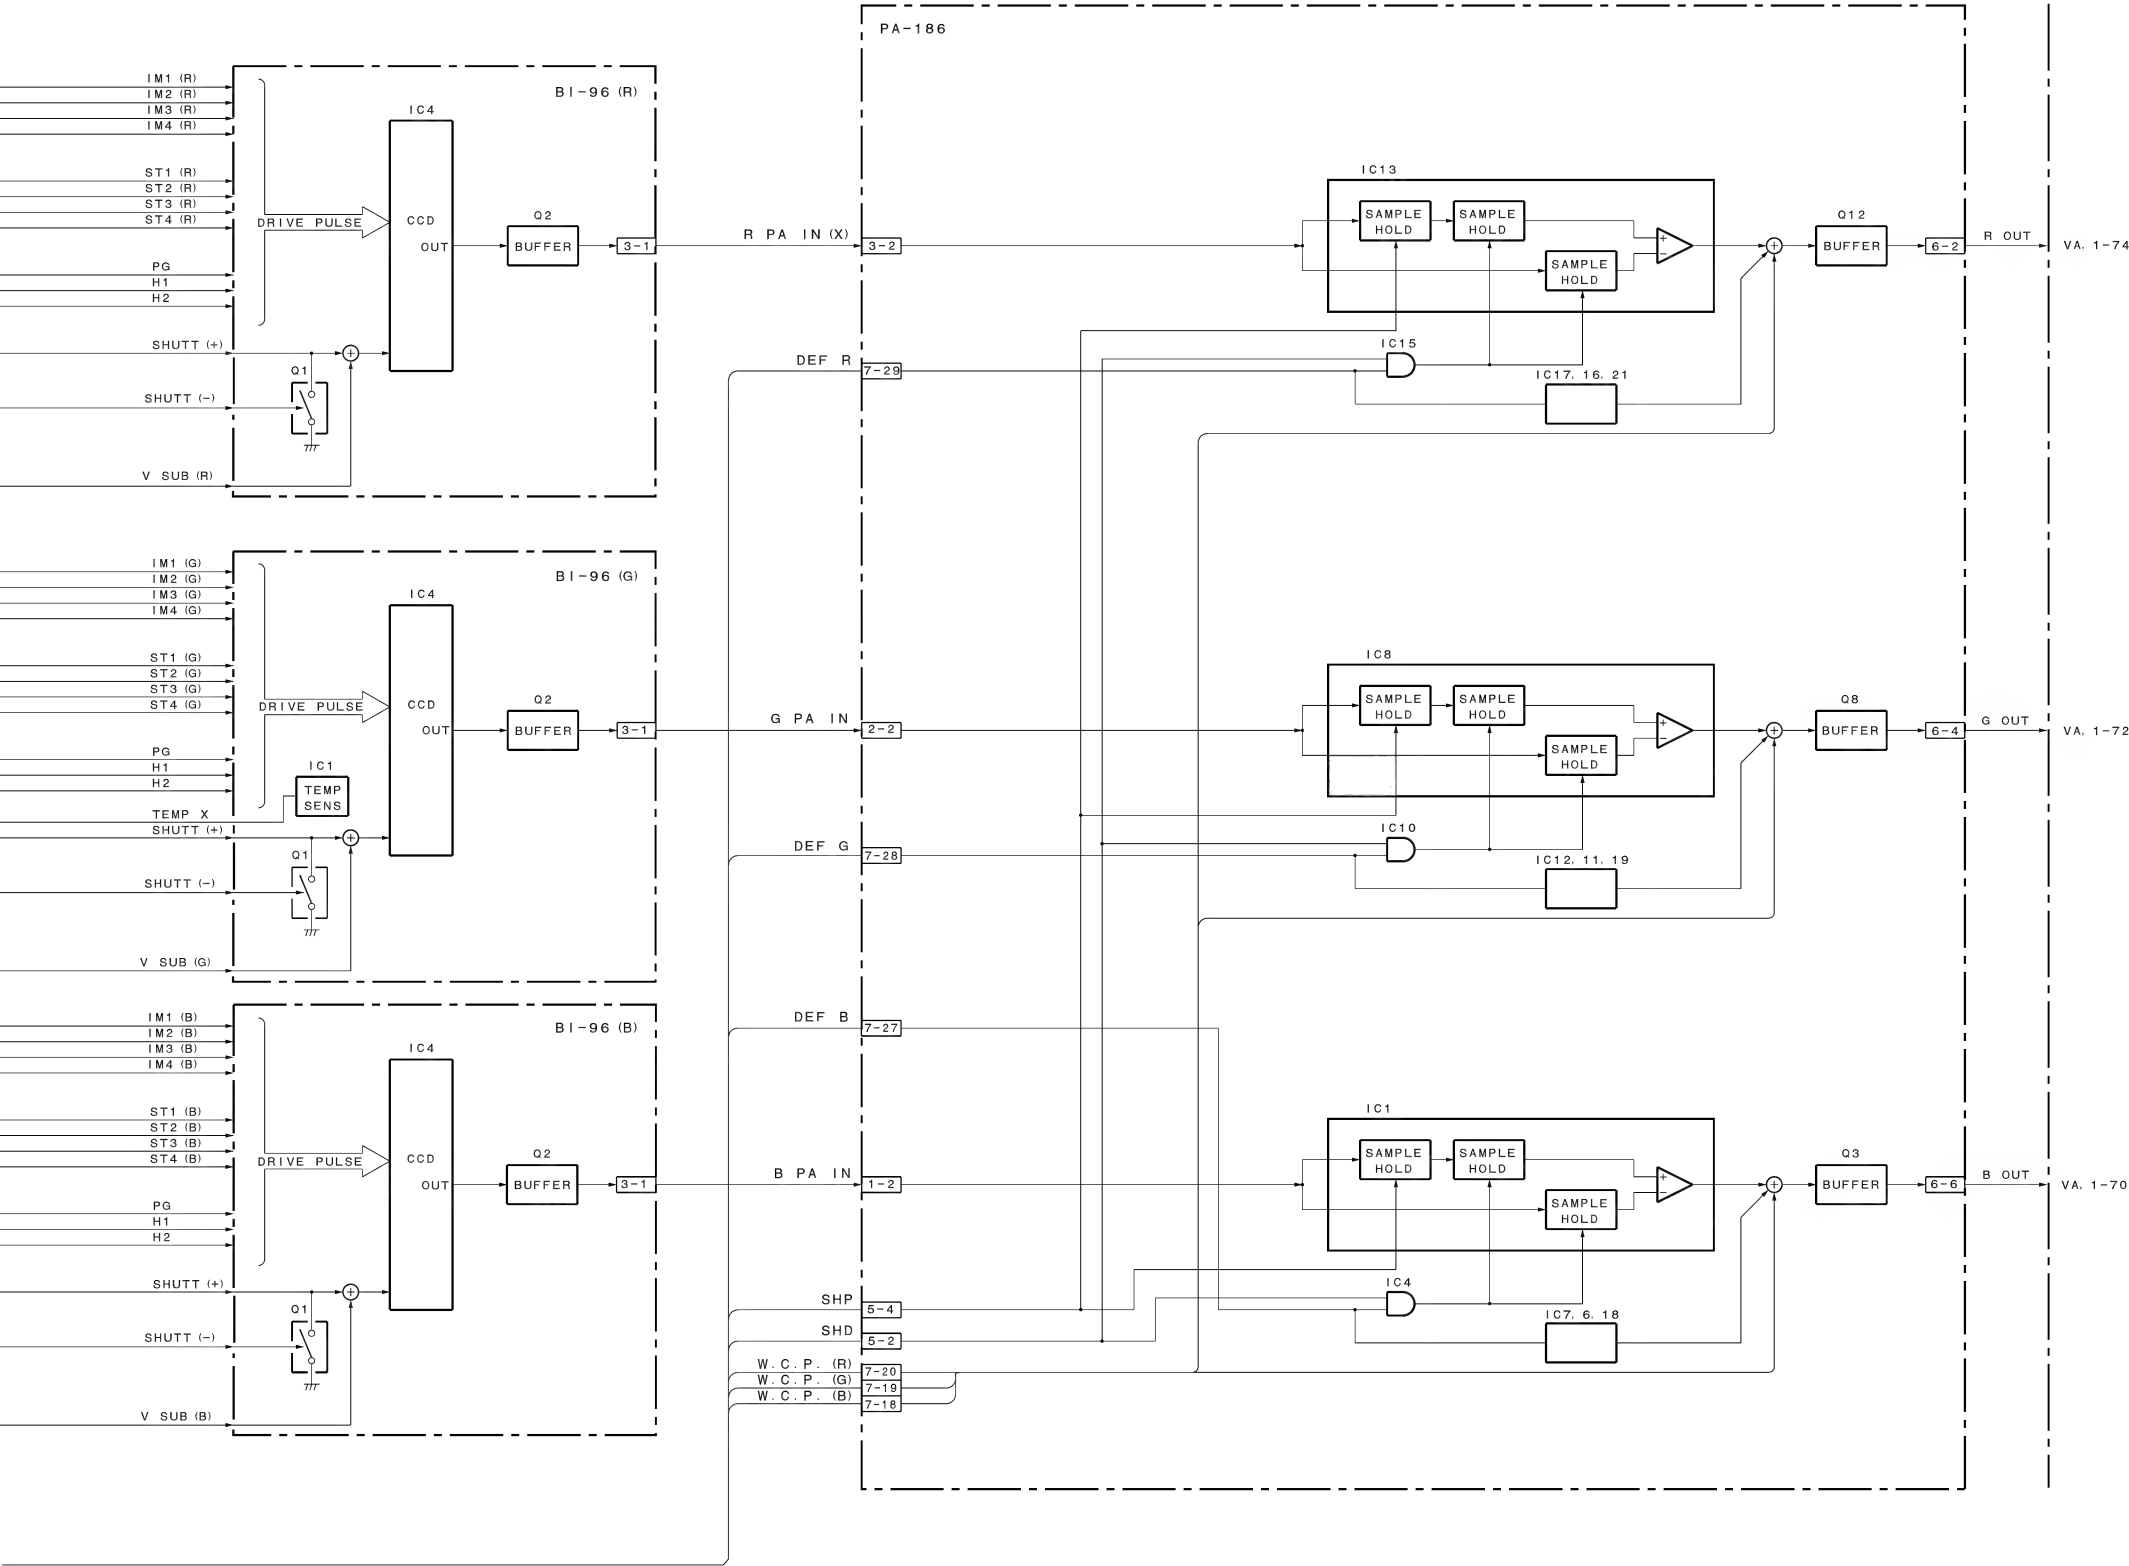 PA-186
BI-96 (R)
IM1 (R)
IM2 (R)
IM3 (R)
IM4 (R)
ST1 (R)
ST2 (R)
ST3 (R)
ST4 (R)
DRIVE PULSE
PG
H1
H2
SHUTT (+)
Q1
SHUTT (-)
V SUB (R)
IC4
CCD
OUT
Q2
BUFFER
3-1
R PA IN (X)
3-2
DEF R
7-29
IC13
SAMPLE HOLD
SAMPLE HOLD
SAMPLE HOLD
+
-
IC15
IC17, 16, 21
+
Q12
BUFFER
6-2
R OUT
VA, 1-74
BI-96 (G)
IM1 (G)
IM2 (G)
IM3 (G)
IM4 (G)
ST1 (G)
ST2 (G)
ST3 (G)
ST4 (G)
DRIVE PULSE
PG
H1
H2
IC1
TEMP SENS
TEMP X
SHUTT (+)
Q1
SHUTT (-)
V SUB (G)
IC4
CCD
OUT
Q2
BUFFER
3-1
G PA IN
2-2
DEF G
7-28
IC8
SAMPLE HOLD
SAMPLE HOLD
SAMPLE HOLD
+
-
IC10
IC12, 11, 19
+
Q8
BUFFER
6-4
G OUT
VA, 1-72
BI-96 (B)
IM1 (B)
IM2 (B)
IM3 (B)
IM4 (B)
ST1 (B)
ST2 (B)
ST3 (B)
ST4 (B)
DRIVE PULSE
PG
H1
H2
SHUTT (+)
Q1
SHUTT (-)
V SUB (B)
IC4
CCD
OUT
Q2
BUFFER
3-1
DEF B
7-27
B PA IN
1-2
IC1
SAMPLE HOLD
SAMPLE HOLD
SAMPLE HOLD
+
-
IC4
IC7, 6, 18
+
Q3
BUFFER
6-6
B OUT
VA, 1-70
SHP
5-4
SHD
5-2
W.C.P. (R)
7-20
W.C.P. (G)
7-19
W.C.P. (B)
7-18